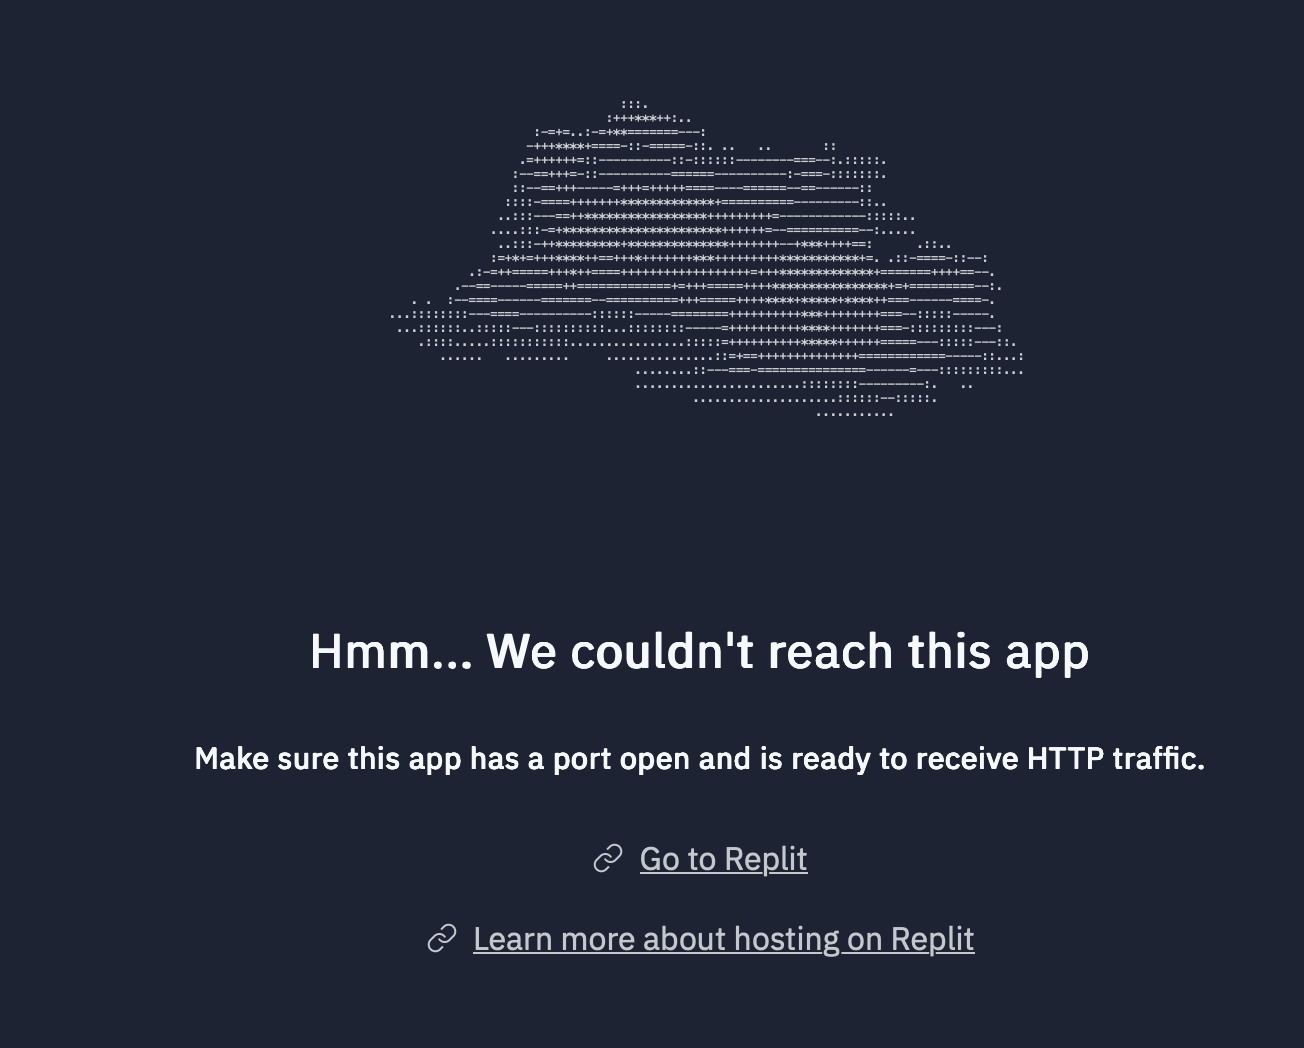 Hmm... We couldn't reach this app
Make sure this app has a port open and is ready to receive HTTP traffic.
Go to Replit
Learn more about hosting on Replit